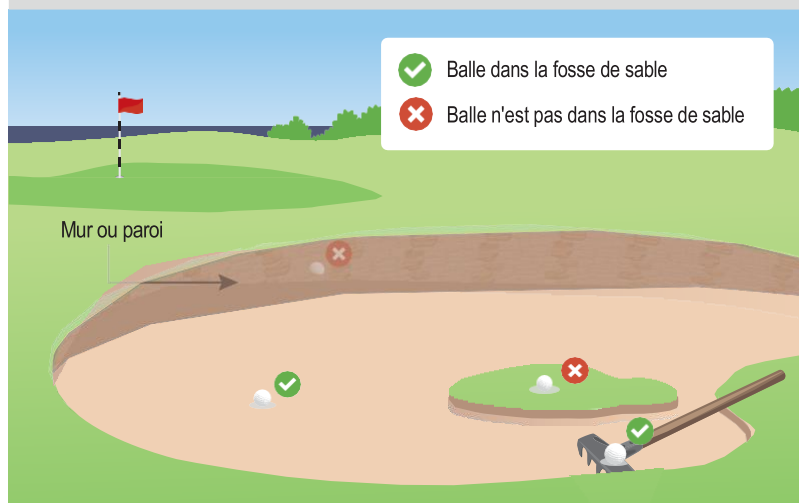 Balle dans la fosse de sable
Balle n'est pas dans la fosse de sable
Mur ou paroi